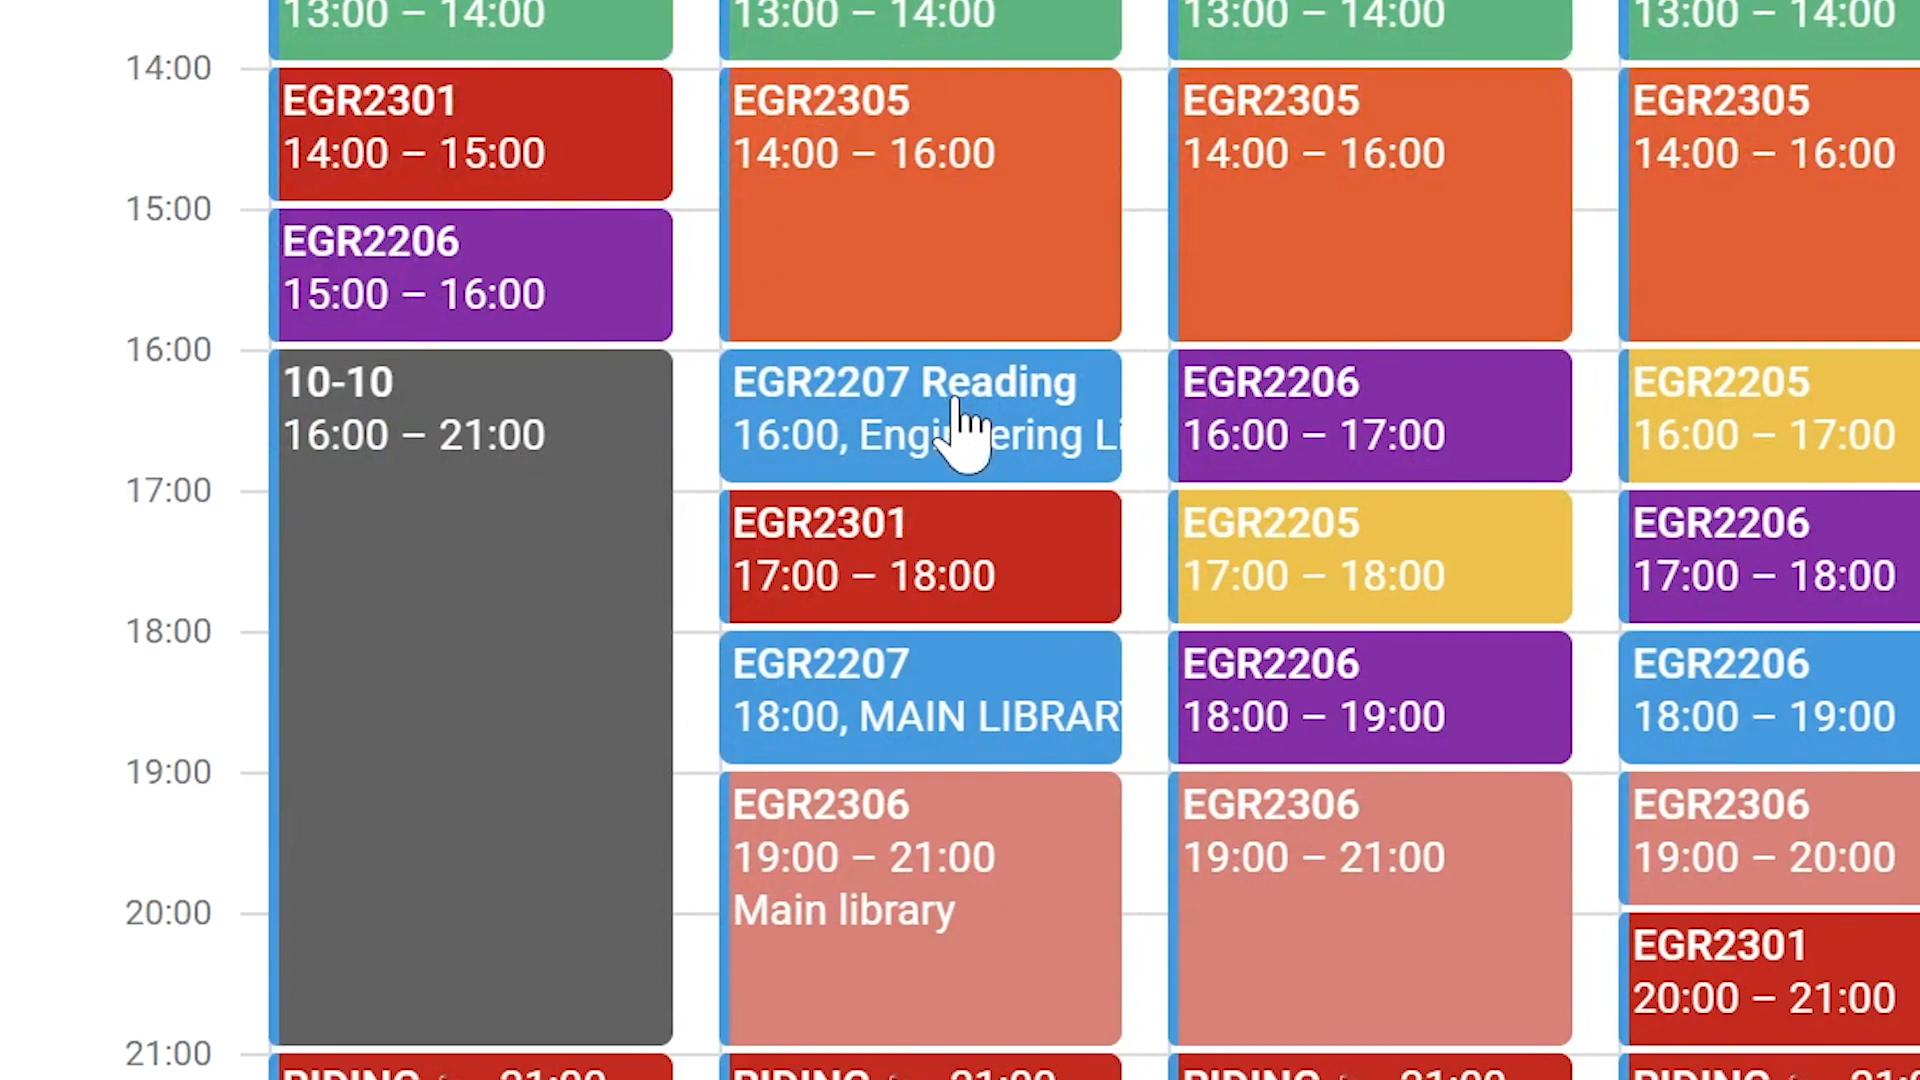 13:00 – 14:00
13:00 – 14:00
13:00 – 14:00
13:00 – 14:00
14:00
EGR2301
14:00 – 15:00
EGR2305
14:00 – 16:00
EGR2305
14:00 – 16:00
EGR2305
14:00 – 16:00
15:00
EGR2206
15:00 – 16:00
16:00
10-10
16:00 – 21:00
EGR2207 Reading
16:00, Engineering Li
EGR2206
16:00 – 17:00
EGR2205
16:00 – 17:00
17:00
EGR2301
17:00 – 18:00
EGR2205
17:00 – 18:00
EGR2206
17:00 – 18:00
18:00
EGR2207
18:00, MAIN LIBRARY
EGR2206
18:00 – 19:00
EGR2206
18:00 – 19:00
19:00
EGR2306
19:00 – 21:00
Main library
EGR2306
19:00 – 21:00
EGR2306
19:00 – 20:00
20:00
EGR2301
20:00 – 21:00
21:00